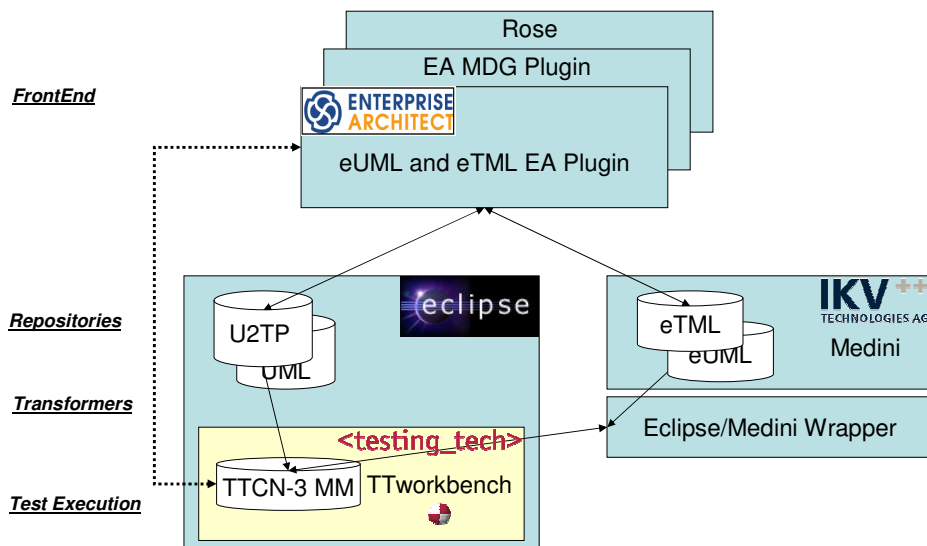 Rose
EA MDG Plugin
FrontEnd
ENTERPRISE
ARCHITECT
eUML and eTML EA Plugin
eclipse
IKV ++
TECHNOLOGIES AG
Repositories
U2TP
UML
eTML
eUML
Medini
Transformers
Eclipse/Medini Wrapper
<testing_tech>
TTCN-3 MM
TTworkbench
Test Execution